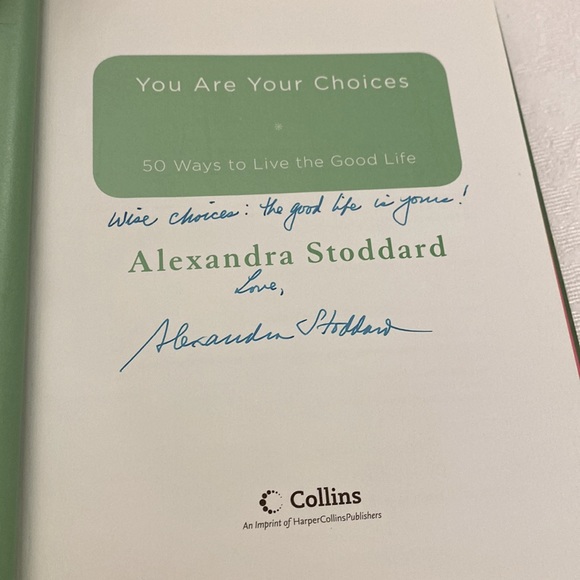 You Are Your Choices
50 Ways to Live the Good Life
Wise choices: the good life is yours!
Alexandra Stoddard
Love,
Alexandra Stoddard
Collins
An Imprint of HarperCollinsPublishers